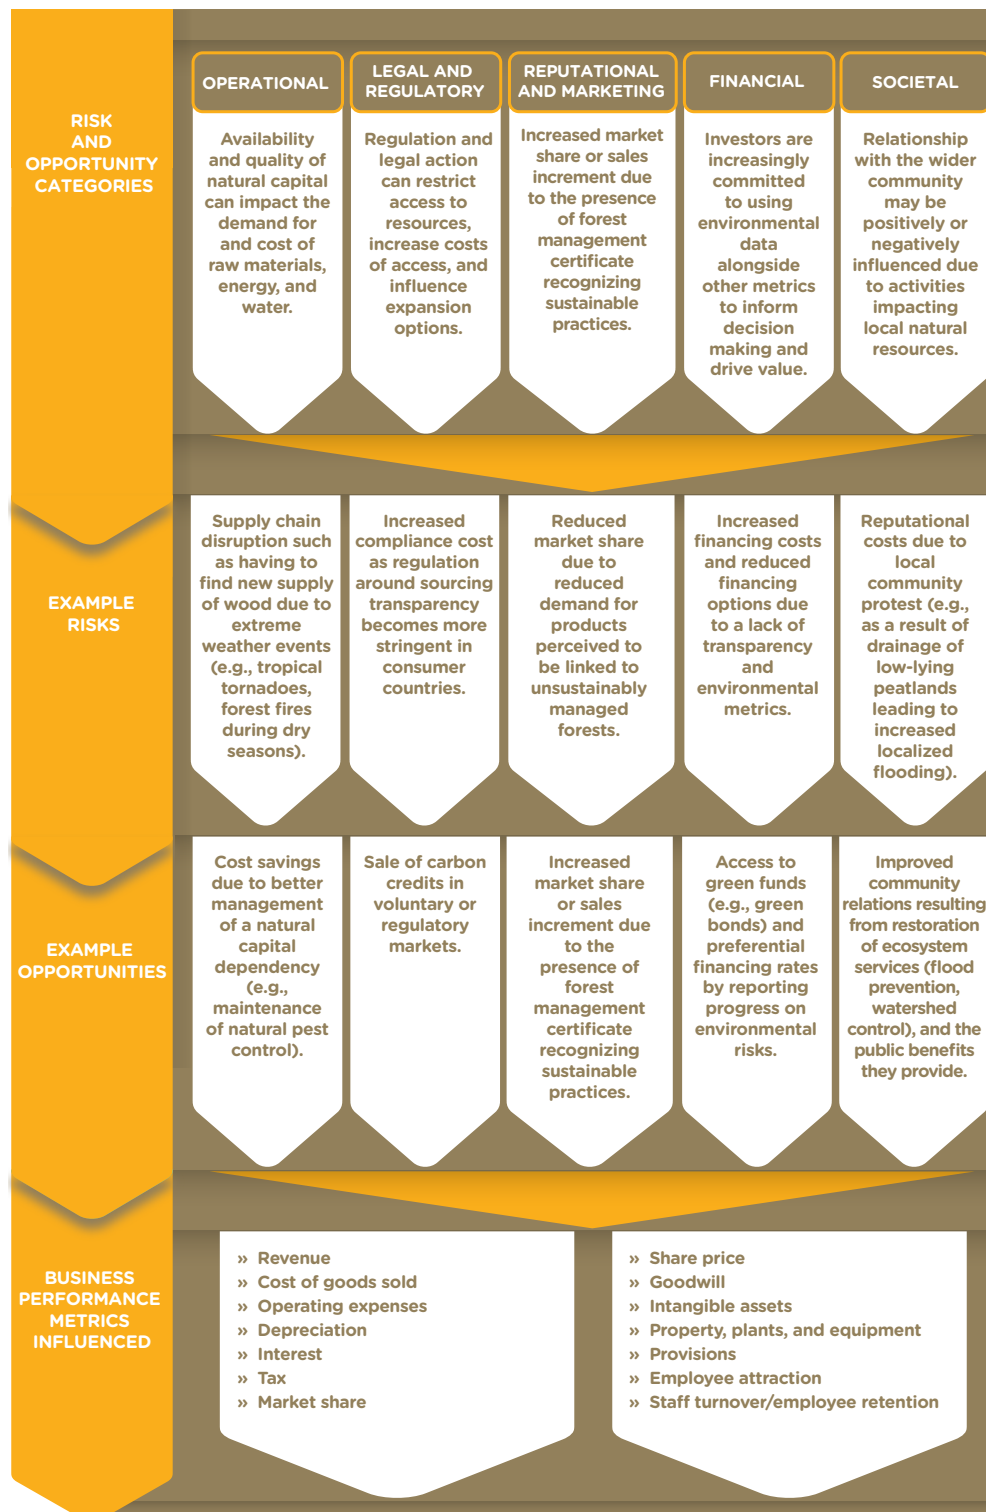 RISK
AND
OPPORTUNITY
CATEGORIES
OPERATIONAL
Availability
and quality of
natural capital
can impact the
demand for
and cost of
raw materials,
energy, and
water.
LEGAL AND
REGULATORY
Regulation and
legal action
can restrict
access to
resources,
increase costs
of access, and
influence
expansion
options.
REPUTATIONAL
AND MARKETING
Increased market
share or sales
increment due
to the presence
of forest
management
certificate
recognizing
sustainable
practices.
FINANCIAL
Investors are
increasingly
committed
to using
environmental
data
alongside
other metrics
to inform
decision
making and
drive value.
SOCIETAL
Relationship
with the wider
community
may be
positively or
negatively
influenced due
to activities
impacting
local natural
resources.
EXAMPLE
RISKS
Supply chain
disruption such
as having to
find new supply
of wood due to
extreme
weather events
(e.g., tropical
tornadoes,
forest fires
during dry
seasons).
Increased
compliance cost
as regulation
around sourcing
transparency
becomes more
stringent in
consumer
countries.
Reduced
market share
due to
reduced
demand for
products
perceived to
be linked to
unsustainably
managed
forests.
Increased
financing costs
and reduced
financing
options due
to a lack of
transparency
and
environmental
metrics.
Reputational
costs due to
local
community
protest (e.g.,
as a result of
drainage of
low-lying
peatlands
leading to
increased
localized
flooding).
EXAMPLE
OPPORTUNITIES
Cost savings
due to better
management
of a natural
capital
dependency
(e.g.,
maintenance
of natural pest
control).
Sale of carbon
credits in
voluntary or
regulatory
markets.
Increased
market share
or sales
increment due
to the
presence of
forest
management
certificate
recognizing
sustainable
practices.
Access to
green funds
(e.g., green
bonds) and
preferential
financing rates
by reporting
progress on
environmental
risks.
Improved
community
relations resulting
from restoration
of ecosystem
services (flood
prevention,
watershed
control), and the
public benefits
they provide.
BUSINESS
PERFORMANCE
METRICS
INFLUENCED
» Revenue
» Cost of goods sold
» Operating expenses
» Depreciation
» Interest
» Tax
» Market share
» Share price
» Goodwill
» Intangible assets
» Property, plants, and equipment
» Provisions
» Employee attraction
» Staff turnover/employee retention